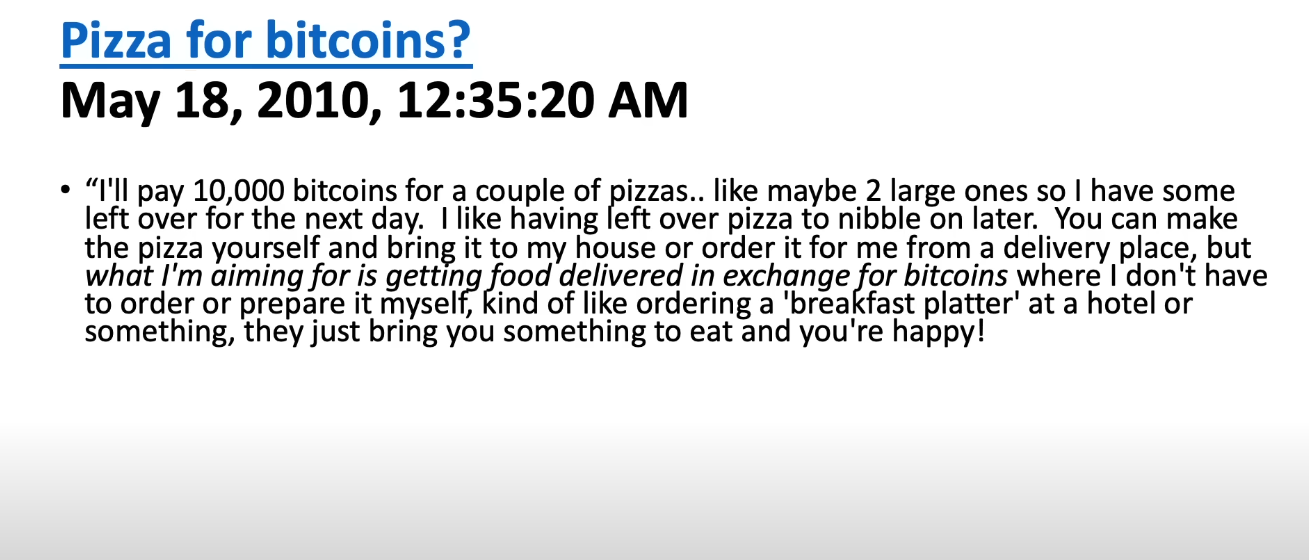 Pizza for bitcoins?
May 18, 2010, 12:35:20 AM
• “I'll pay 10,000 bitcoins for a couple of pizzas.. like maybe 2 large ones so I have some
left over for the next day.  I like having left over pizza to nibble on later.  You can make
the pizza yourself and bring it to my house or order it for me from a delivery place, but
what I'm aiming for is getting food delivered in exchange for bitcoins where I don't have
to order or prepare it myself, kind of like ordering a 'breakfast platter' at a hotel or
something, they just bring you something to eat and you're happy!